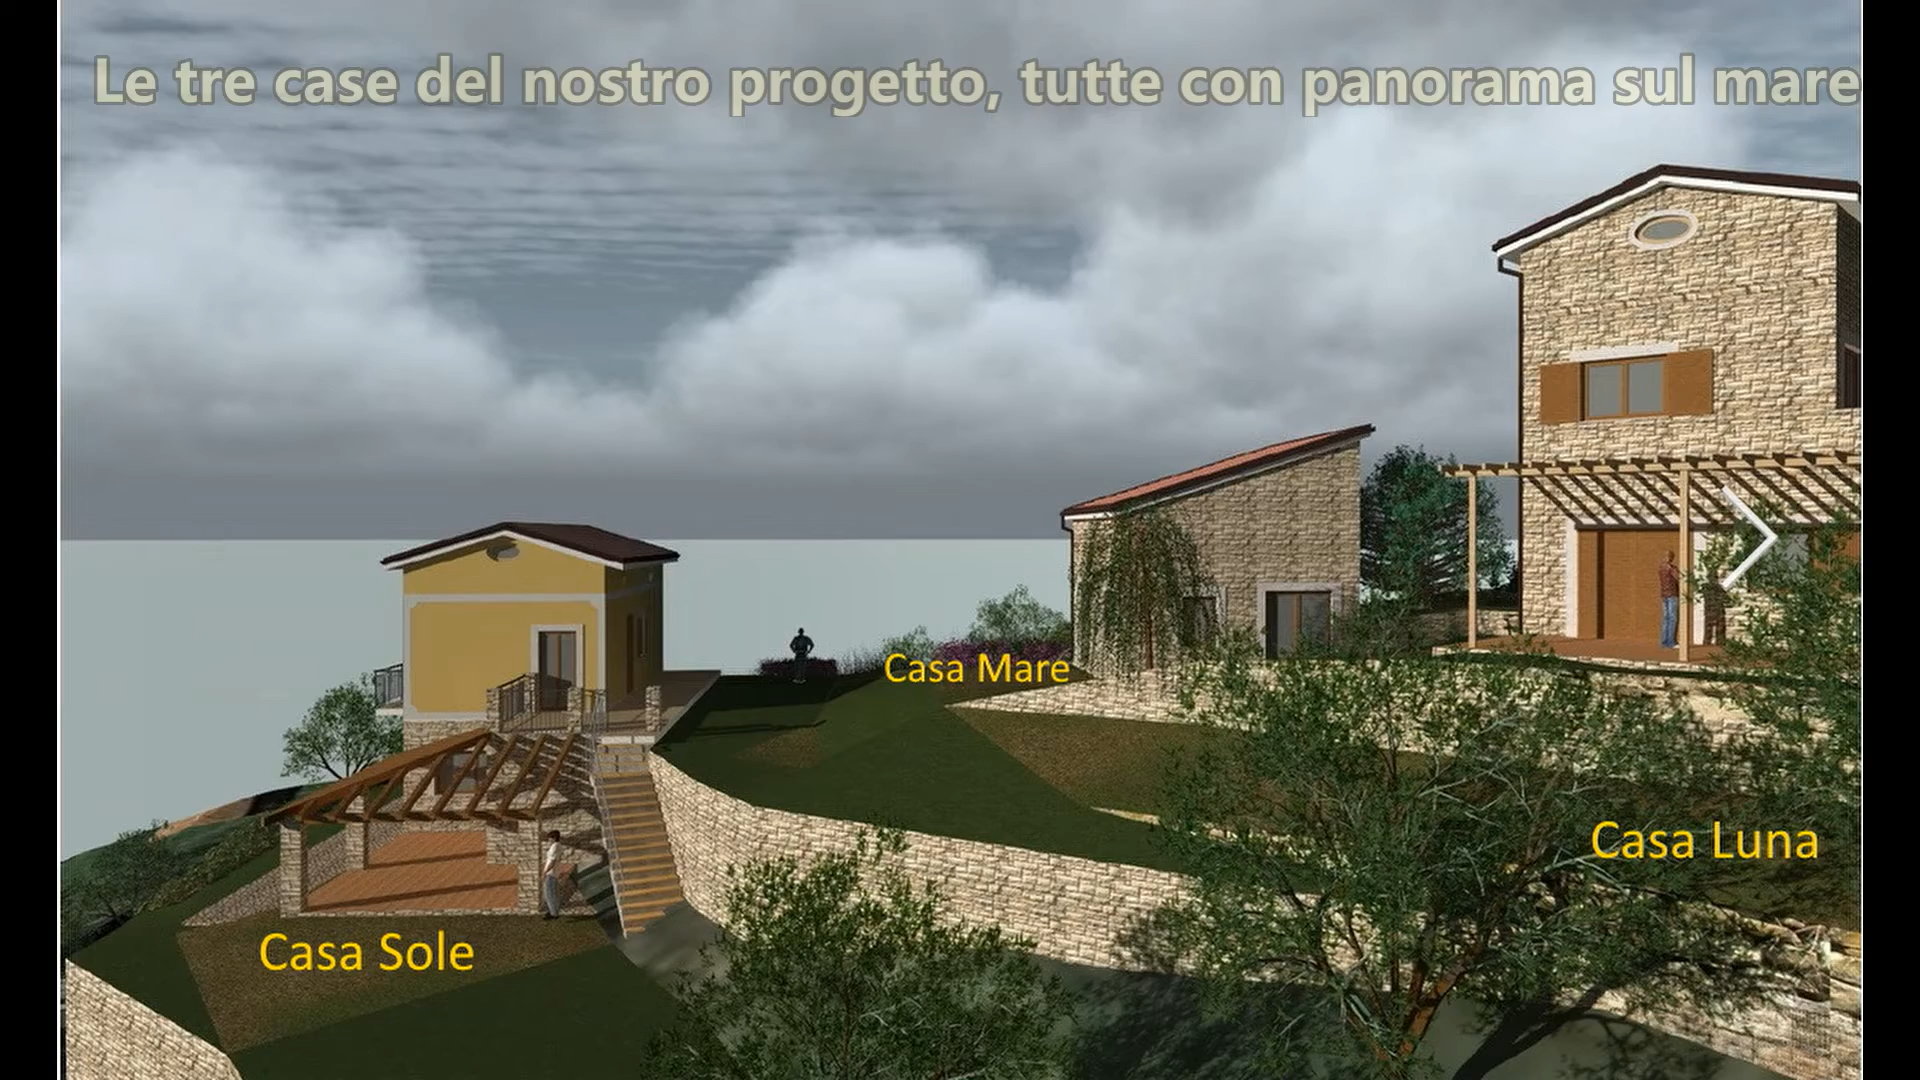 Le tre case del nostro progetto, tutte con panorama sul mare
Casa Mare
Casa Luna
Casa Sole